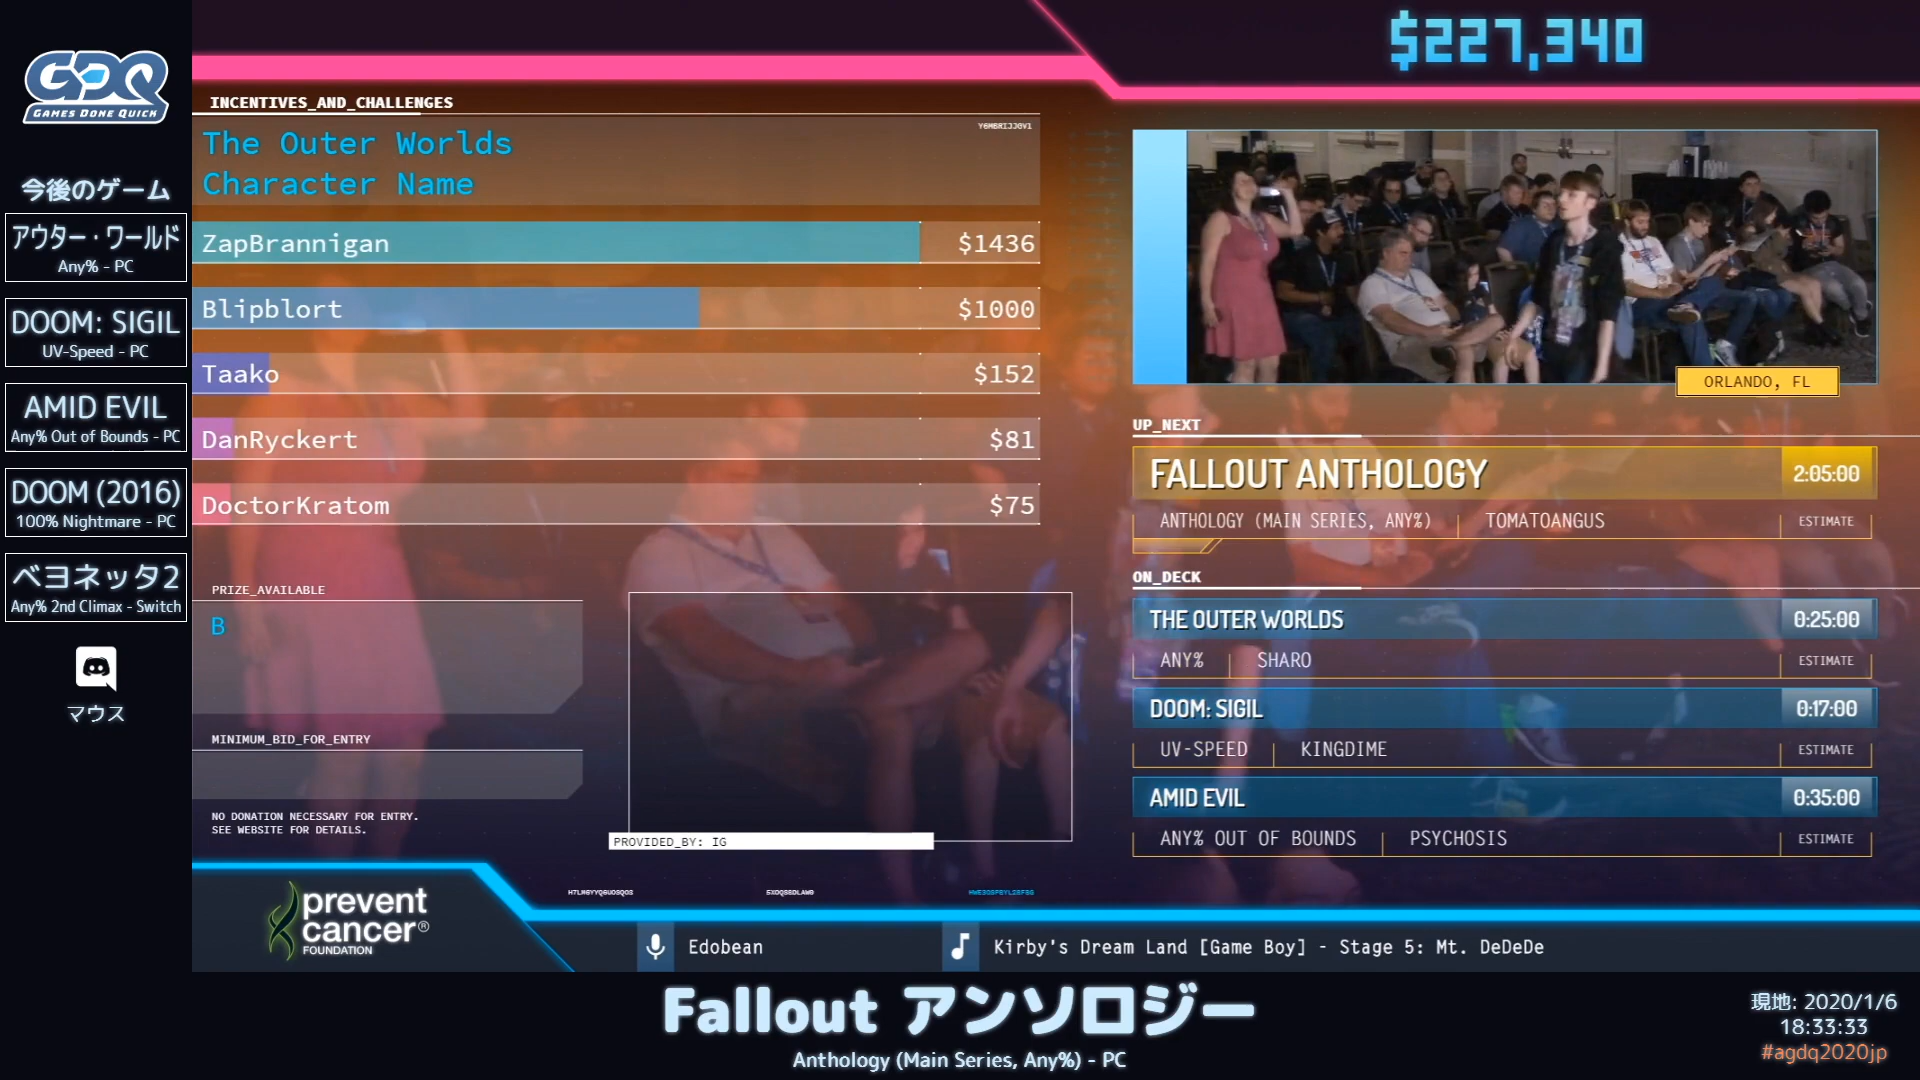 GDQ
GAMES DONE QUICK
今後のゲーム
アウター・ワールド
Any% - PC
DOOM: SIGIL
UV-Speed - PC
AMID EVIL
Any% Out of Bounds - PC
DOOM (2016)
100% Nightmare - PC
ベヨネッタ2
Any% 2nd Climax - Switch
マウス
$227,340
INCENTIVES_AND_CHALLENGES
The Outer Worlds
Character Name
ZapBrannigan $1436
Blipblort $1000
Taako $152
DanRyckert $81
DoctorKratom $75
PRIZE_AVAILABLE
B
MINIMUM_BID_FOR_ENTRY
NO DONATION NECESSARY FOR ENTRY.
SEE WEBSITE FOR DETAILS.
PROVIDED_BY: IG
ORLANDO, FL
UP_NEXT
FALLOUT ANTHOLOGY 2:05:00
ANTHOLOGY (MAIN SERIES, ANY%) TOMATOANGUS ESTIMATE
ON_DECK
THE OUTER WORLDS 0:25:00
ANY% SHARO ESTIMATE
DOOM: SIGIL 0:17:00
UV-SPEED KINGDIME ESTIMATE
AMID EVIL 0:35:00
ANY% OUT OF BOUNDS PSYCHOSIS ESTIMATE
prevent
cancer®
FOUNDATION
Edobean
Kirby's Dream Land [Game Boy] - Stage 5: Mt. DeDeDe
Fallout アンソロジー
Anthology (Main Series, Any%) - PC
現地: 2020/1/6
18:33:33
#agdq2020jp